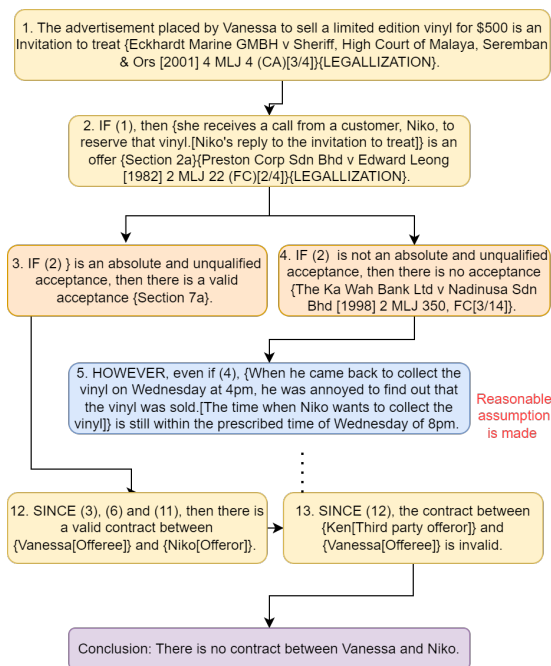 1. The advertisement placed by Vanessa to sell a limited edition vinyl for $500 is an
Invitation to treat {Eckhardt Marine GMBH v Sheriff, High Court of Malaya, Seremban
& Ors [2001] 4 MLJ 4 (CA)[3/4]}{LEGALLIZATION}.
2. IF (1), then {she receives a call from a customer, Niko, to
reserve that vinyl.[Niko's reply to the invitation to treat]} is an
offer {Section 2a}{Preston Corp Sdn Bhd v Edward Leong
[1982] 2 MLJ 22 (FC)[2/4]}{LEGALLIZATION}.
3. IF (2) } is an absolute and unqualified
acceptance, then there is a valid
acceptance {Section 7a}.
4. IF (2)  is not an absolute and unqualified
acceptance, then there is no acceptance
{The Ka Wah Bank Ltd v Nadinusa Sdn
Bhd [1998] 2 MLJ 350, FC[3/14]}.
5. HOWEVER, even if (4), {When he came back to collect the
vinyl on Wednesday at 4pm, he was annoyed to find out that
the vinyl was sold.[The time when Niko wants to collect the
vinyl]} is still within the prescribed time of Wednesday of 8pm.
Reasonable
assumption
is made
12. SINCE (3), (6) and (11), then there is
a valid contract between
{Vanessa[Offeree]} and {Niko[Offeror]}.
13. SINCE (12), the contract between
{Ken[Third party offeror]} and
{Vanessa[Offeree]} is invalid.
Conclusion: There is no contract between Vanessa and Niko.